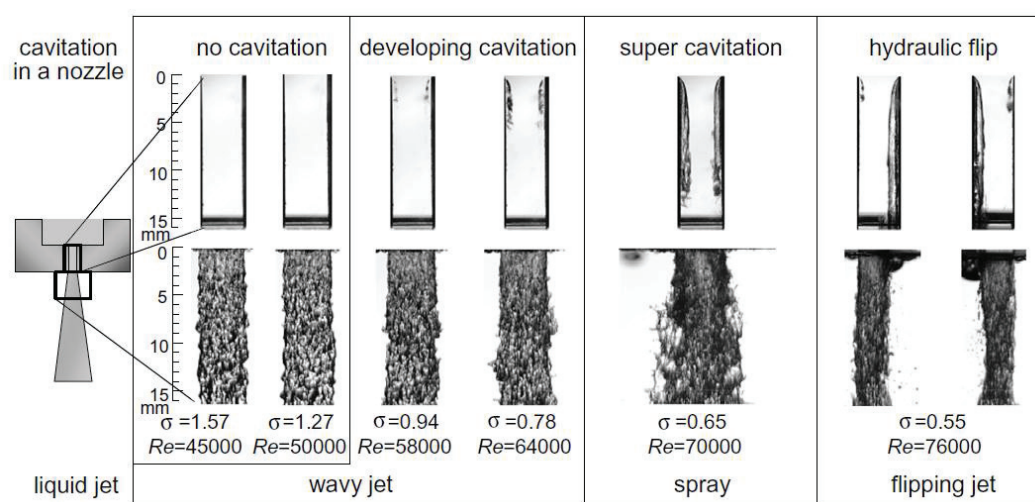 cavitation
in a nozzle
no cavitation
developing cavitation
super cavitation
hydraulic flip
0
5
10
15
mm
0
5
10
15
mm
σ =1.57
Re=45000
σ =1.27
Re=50000
σ=0.94
Re=58000
σ =0.78
Re=64000
σ =0.65
Re=70000
σ=0.55
Re=76000
liquid jet
wavy jet
spray
flipping jet